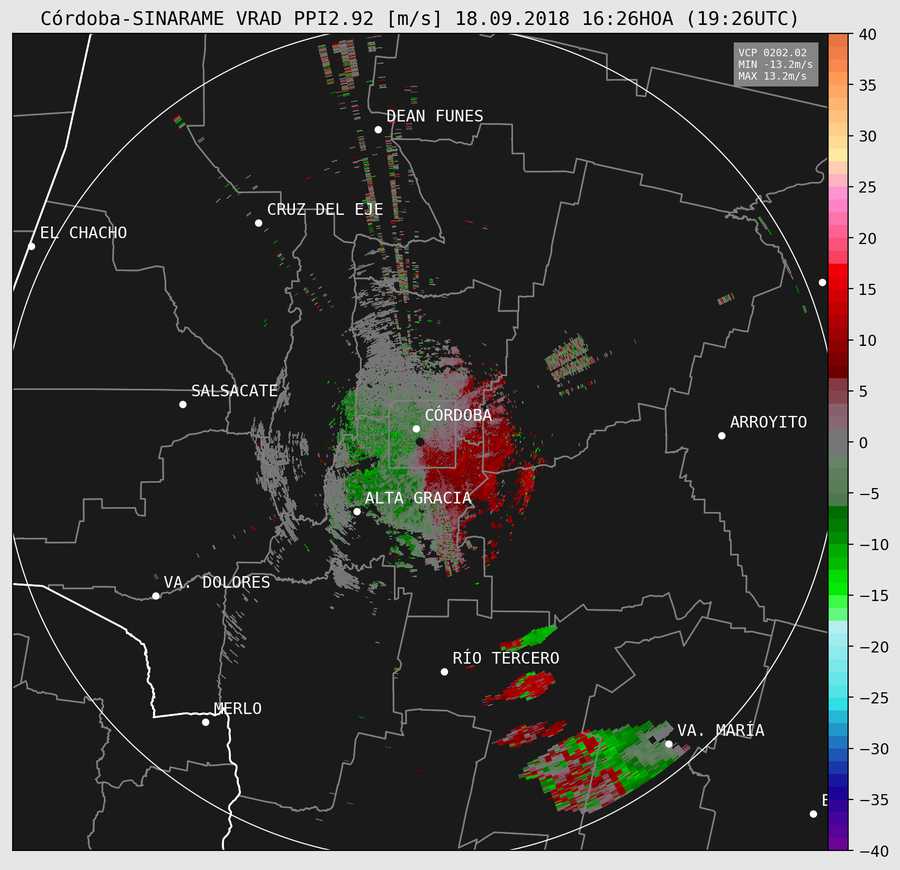 Córdoba-SINARAME VRAD PPI2.92 [m/s] 18.09.2018 16:26HOA (19:26UTC)
VCP 0202.02
MIN -13.2m/s
MAX 13.2m/s
DEAN FUNES
CRUZ DEL EJE
EL CHACHO
SALSACATE
CÓRDOBA
ARROYITO
ALTA GRACIA
VA. DOLORES
RÍO TERCERO
MERLO
VA. MARÍA
40
35
30
25
20
15
10
5
0
−5
−10
−15
−20
−25
−30
−35
−40